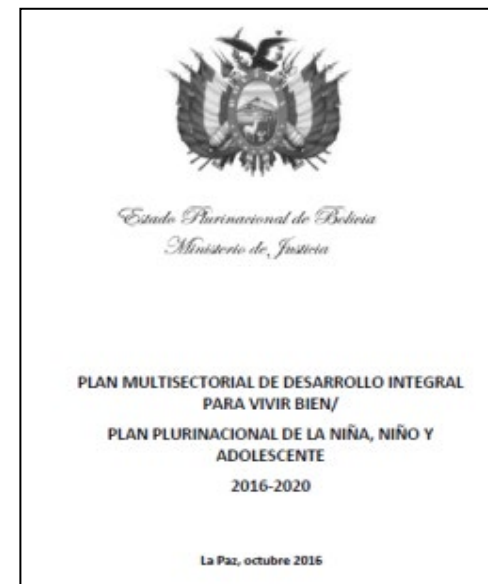 Estado Plurinacional de Bolivia
Ministerio de Justicia
PLAN MULTISECTORIAL DE DESARROLLO INTEGRAL
PARA VIVIR BIEN/
PLAN PLURINACIONAL DE LA NIÑA, NIÑO Y
ADOLESCENTE
2016-2020
La Paz, octubre 2016